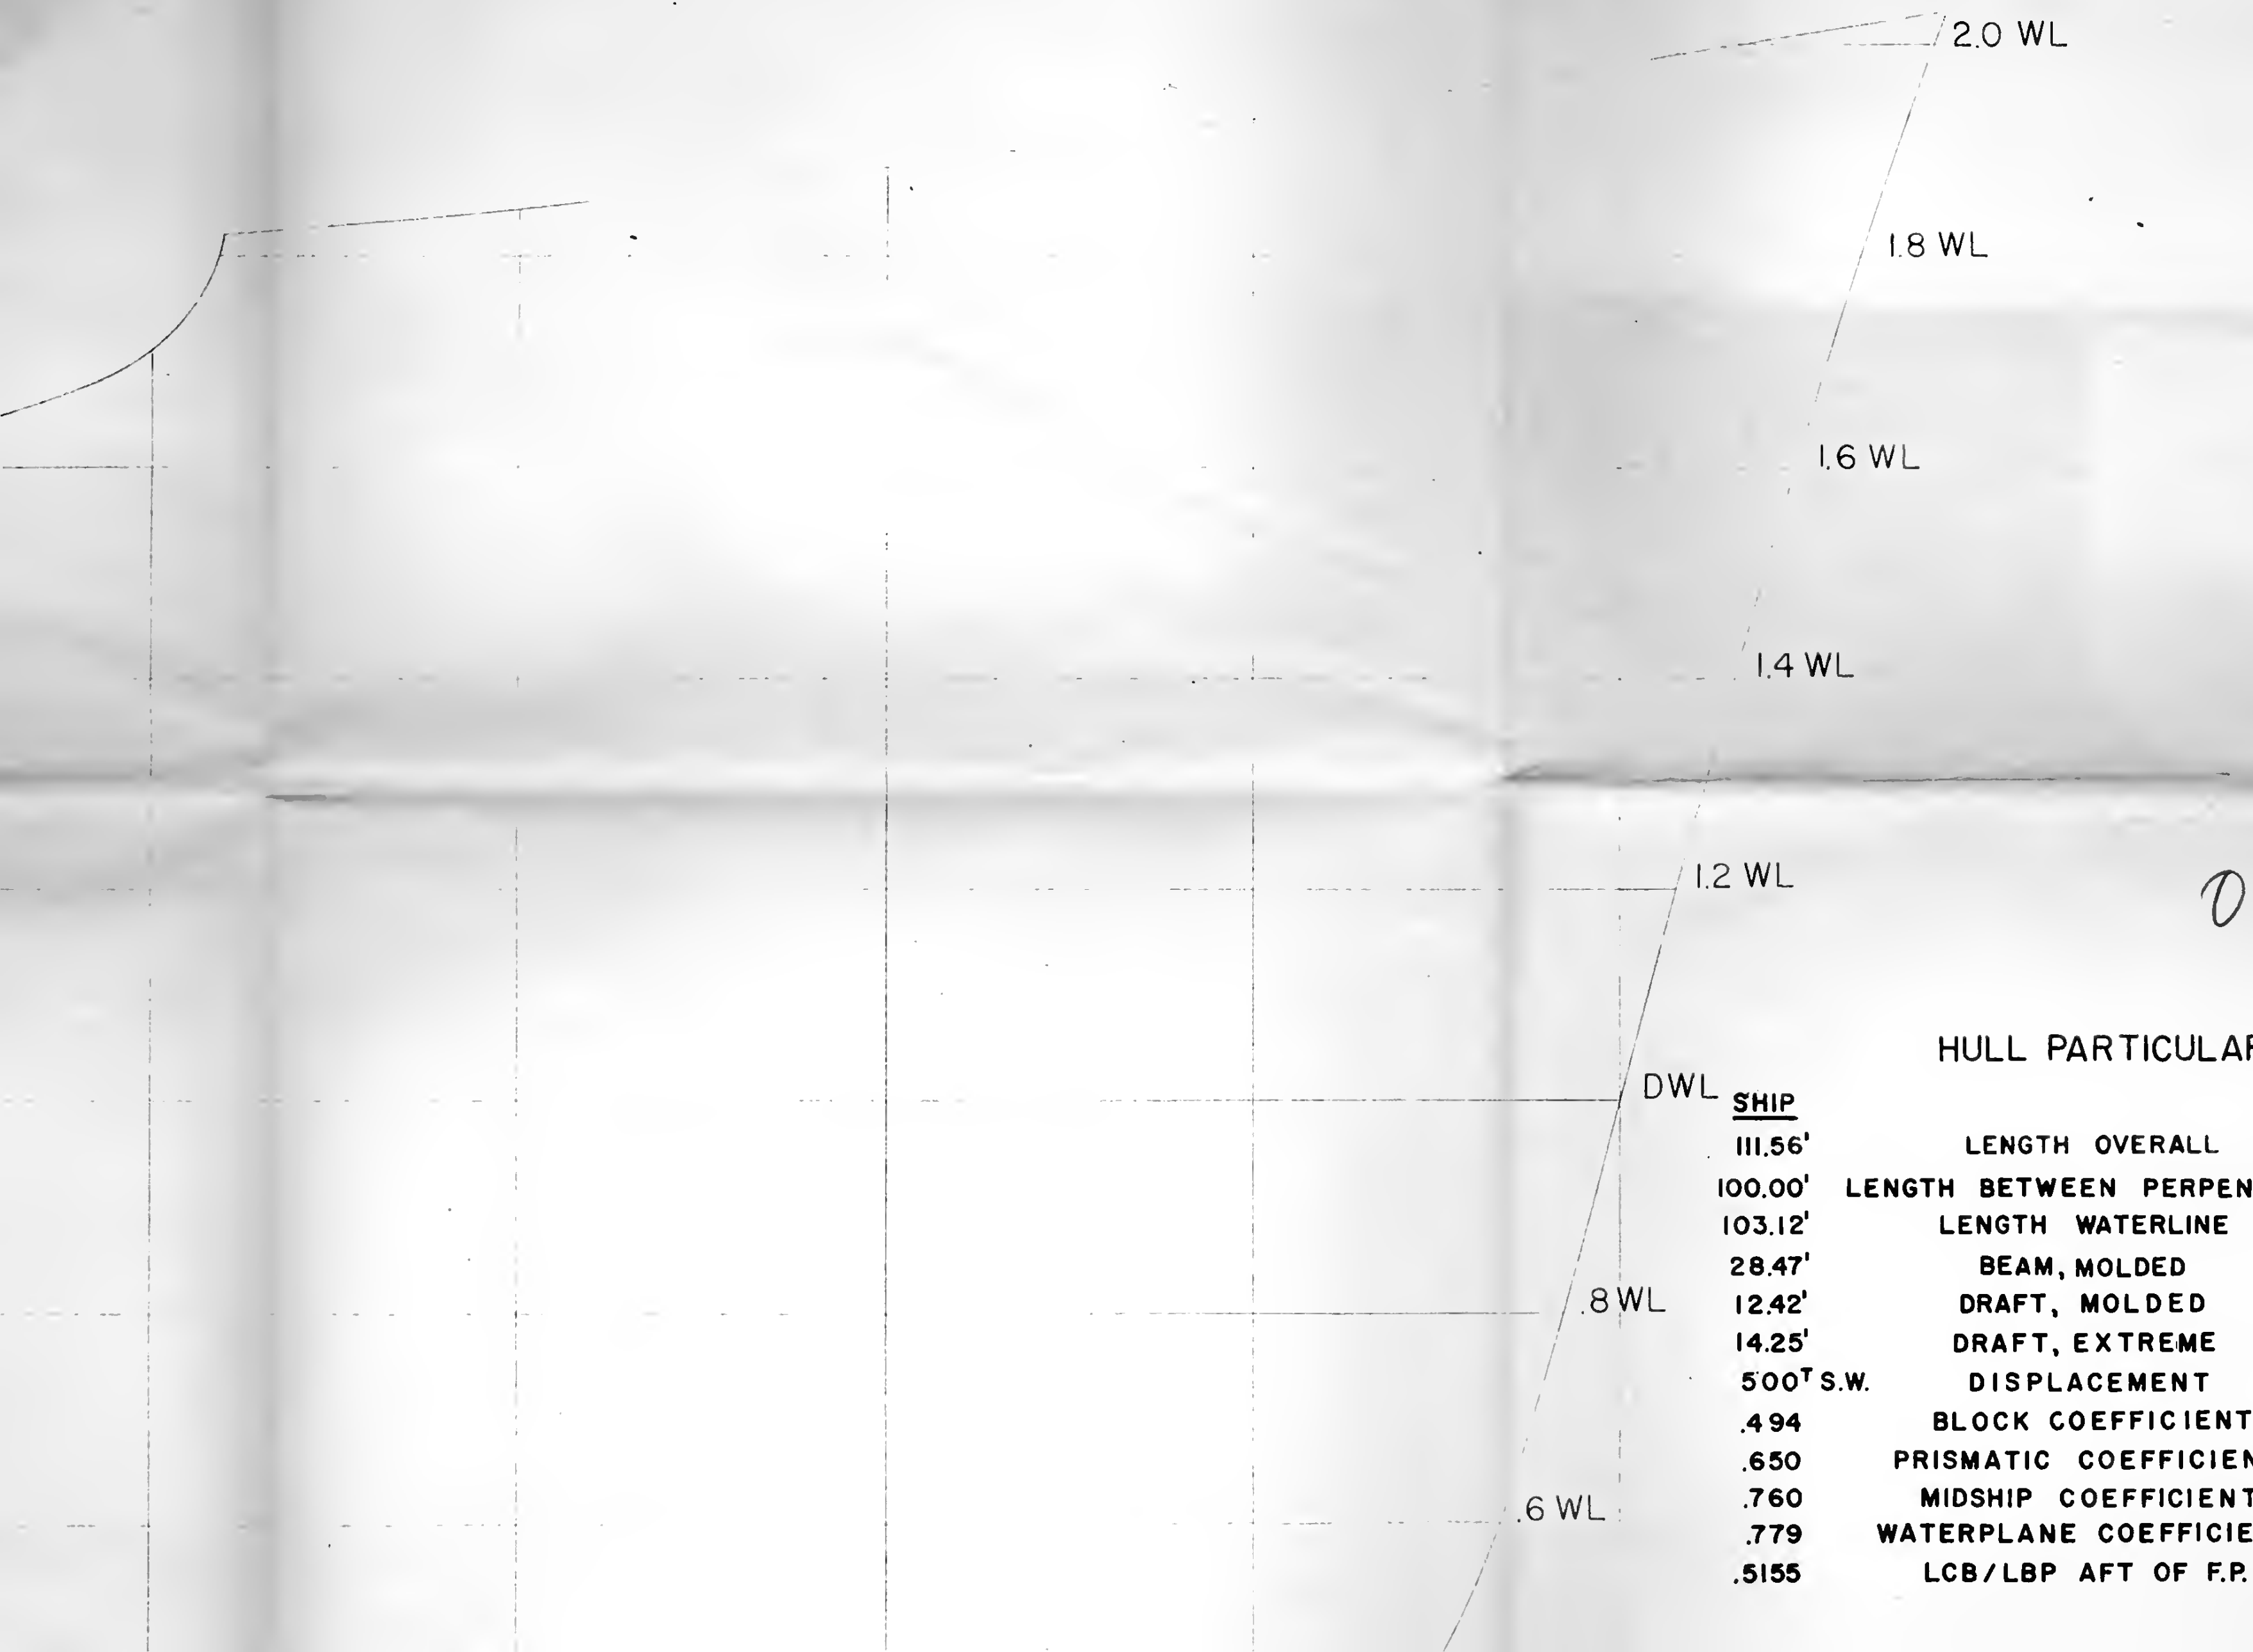 2.0 WL
1.8 WL
1.6 WL
1.4 WL
1.2 WL
DWL
.8 WL
.6 WL
HULL PARTICULAR
SHIP
111.56' LENGTH OVERALL
100.00' LENGTH BETWEEN PERPEN
103.12' LENGTH WATERLINE
28.47' BEAM, MOLDED
12.42' DRAFT, MOLDED
14.25' DRAFT, EXTREME
500T S.W. DISPLACEMENT
.494 BLOCK COEFFICIENT
.650 PRISMATIC COEFFICIEN
.760 MIDSHIP COEFFICIENT
.779 WATERPLANE COEFFICIE
.5155 LCB/LBP AFT OF F.P.